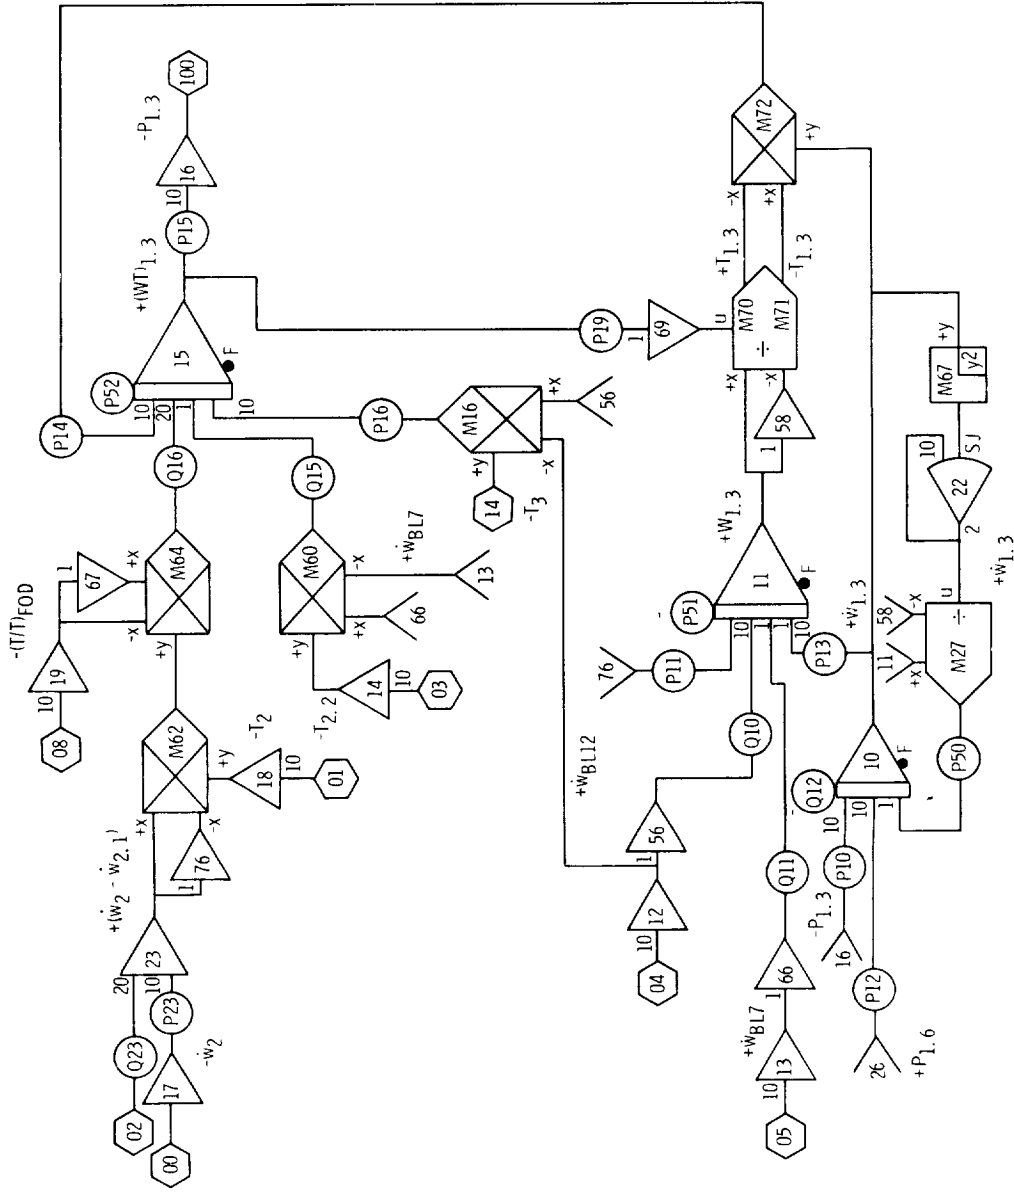 -P1.3
100
16
10
P15
+(WT)1.3
15
F
P52
10
20
1
10
P14
Q16
Q15
P16
-(T/T)FOD
08
10
19
1
67
-x
+x
M64
+y
M62
+x
-x
+y
-T2
18
10
01
+(ẇ2 - ẇ2.1)
1
76
23
20
10
Q23
P23
02
17
-ẇ2
00
M60
+y
+x
-x
66
13
+ẇBL7
-T2.2
14
10
03
M16
+y
-x
+x
56
14
-T3
P19
1
69
u
M70
M71
÷
+x
-x
+T1.3
-T1.3
-x
+x
M72
+y
58
1
+W1.3
11
F
P51
10
1
1
10
76
P11
P13
Q10
+ẇBL12
56
1
12
10
04
Q11
66
1
+ẇBL7
13
10
05
+ẇ1.3
10
F
Q12
10
10
1
P10
-P1.3
16
P12
26
+P1.6
P50
M27
÷
11
+x
58
-x
u
+ẇ1.3
2
22
10
SJ
M67
y2
+y